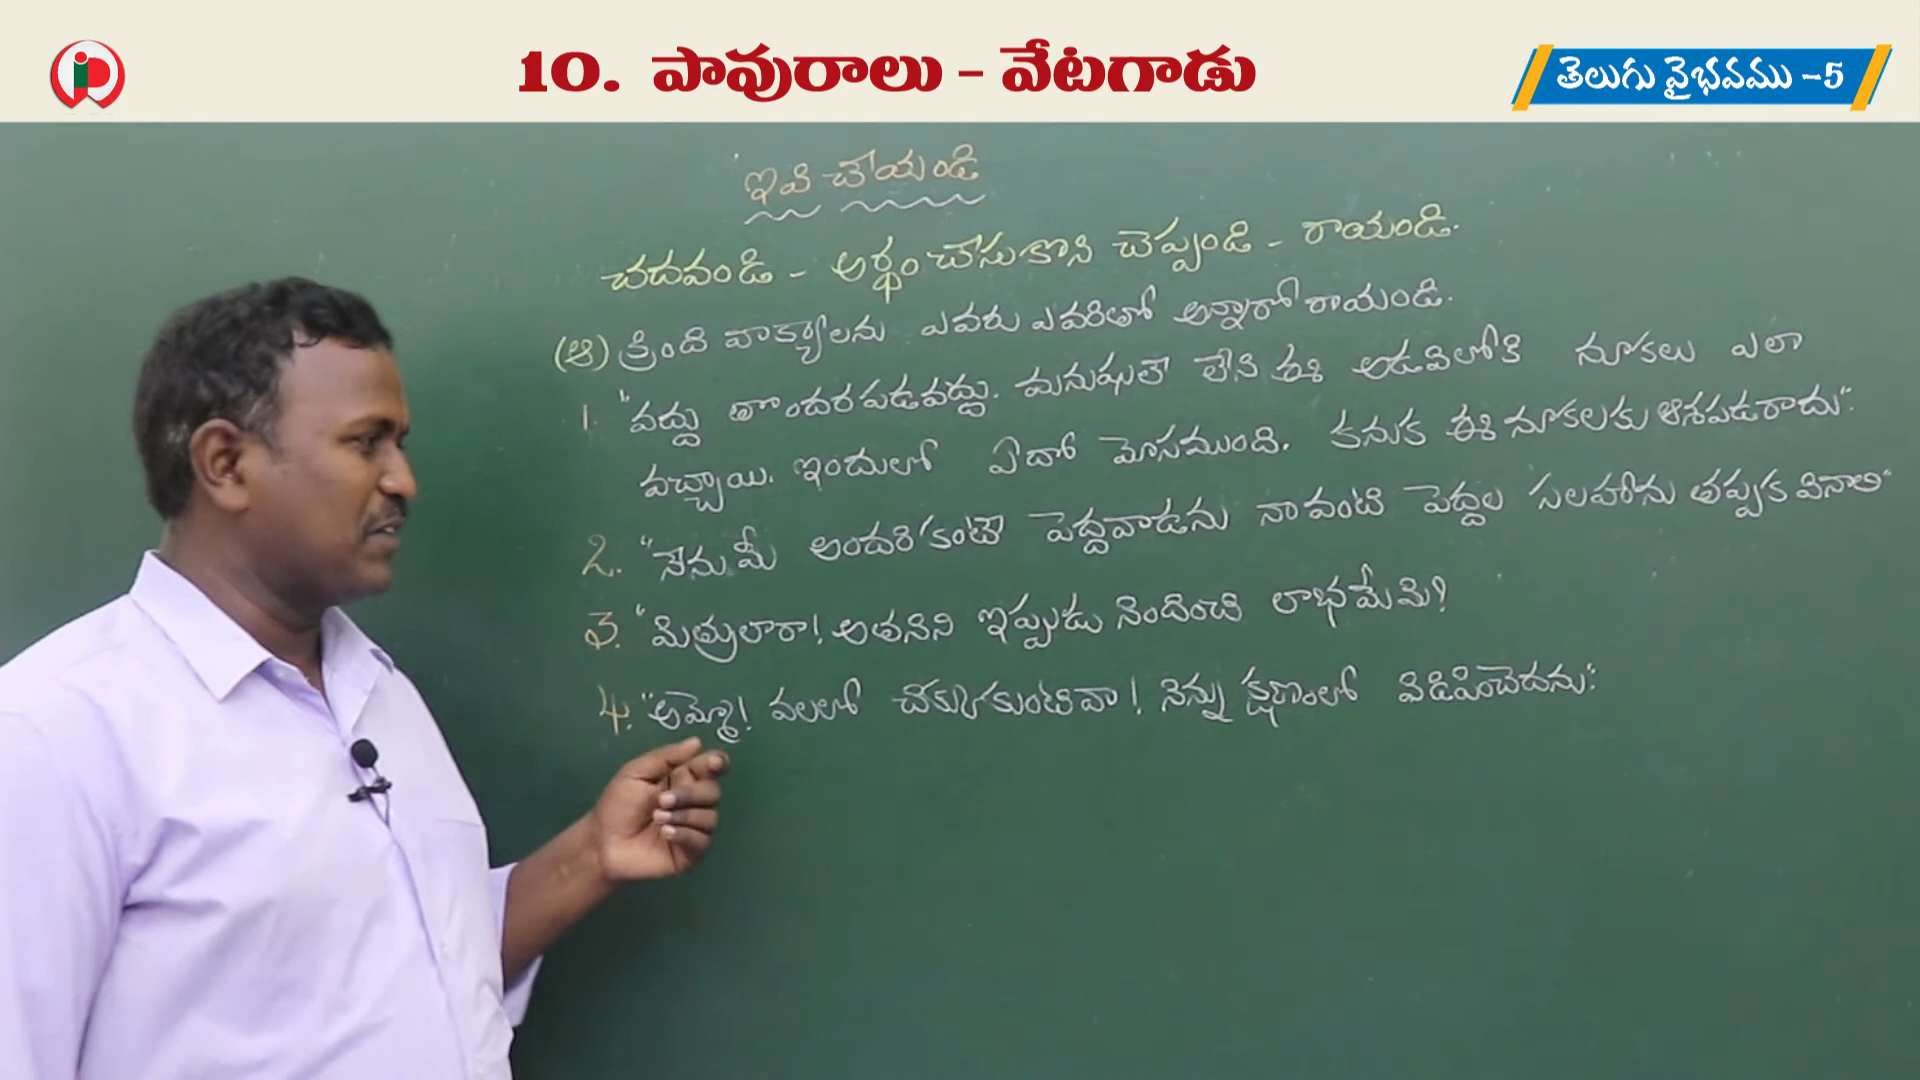 10. పావురాలు - వేటగాడు
తెలుగు వైభవము -5
ఇవి చేయండి
చదవండి - అర్థంచేసుకొని చెప్పండి - రాయండి.
(ఆ) క్రింది వాక్యాలను ఎవరు ఎవరితో అన్నారో రాయండి.
1. "వద్దు తొందరపడవద్దు. మనుషులే లేని ఈ అడవిలోకి నూకలు ఎలా
వచ్చాయి. ఇందులో ఏదో మోసముంది. కనుక ఈ నూకలకు ఆశపడరాదు".
2. "నేను మీ అందరికంటే పెద్దవాడను నావంటి పెద్దల సలహాను తప్పక వినాలి"
3. "మిత్రులారా! అతనిని ఇప్పుడు నిందించి లాభమేమి?
4. "అమ్మో! వలలో చిక్కుకుంటివా! నిన్ను క్షణంలో విడిపించెదను".